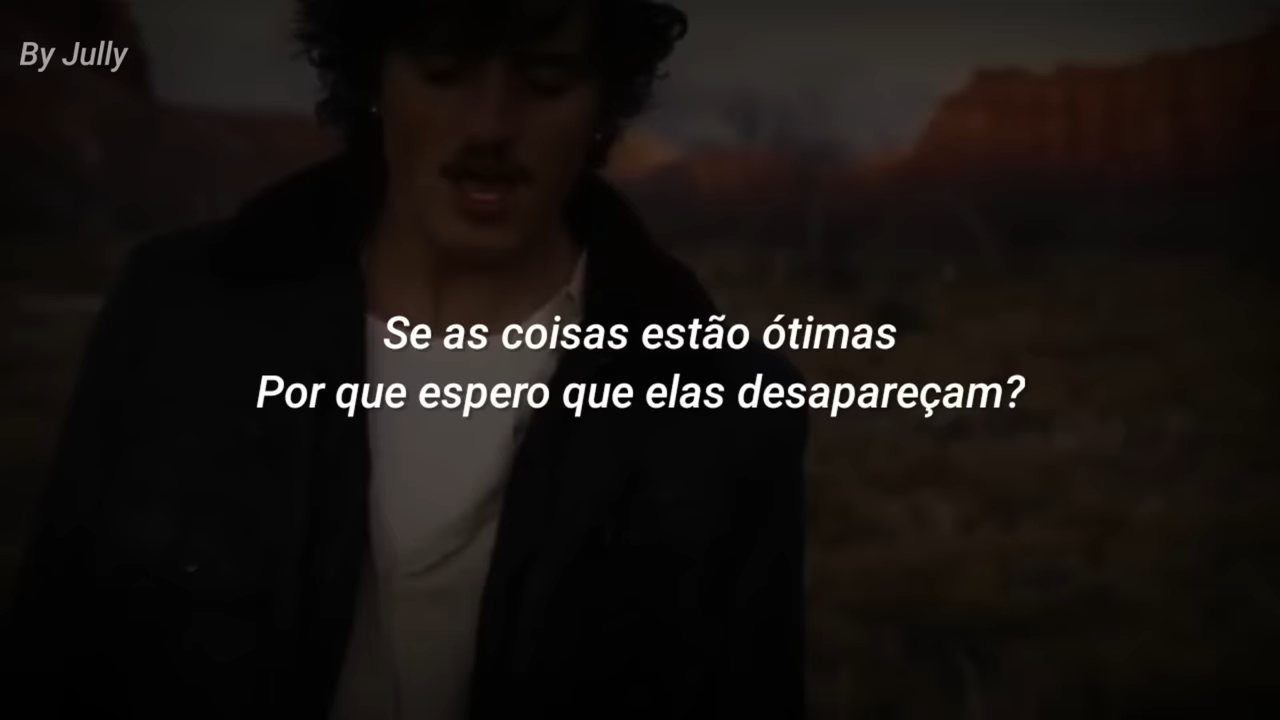 By Jully
Se as coisas estão ótimas
Por que espero que elas desapareçam?